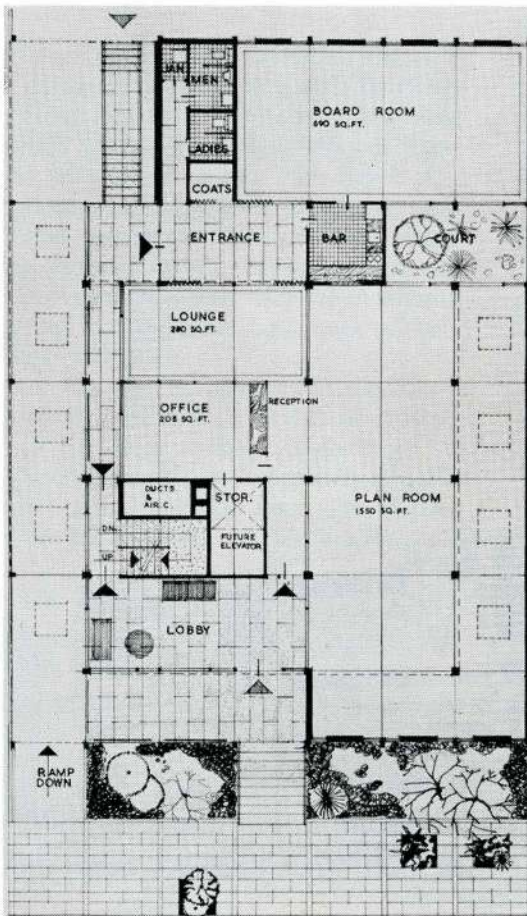 JAN.
MEN
LADIES
COATS
BOARD ROOM
690 SQ.FT.
ENTRANCE
BAR
COURT
LOUNGE
280 SQ.FT.
OFFICE
205 SQ.FT.
RECEPTION
DUCTS
&
AIR.C.
STOR.
FUTURE
ELEVATOR
PLAN ROOM
1550 SQ.FT.
DN.
UP
LOBBY
RAMP
DOWN